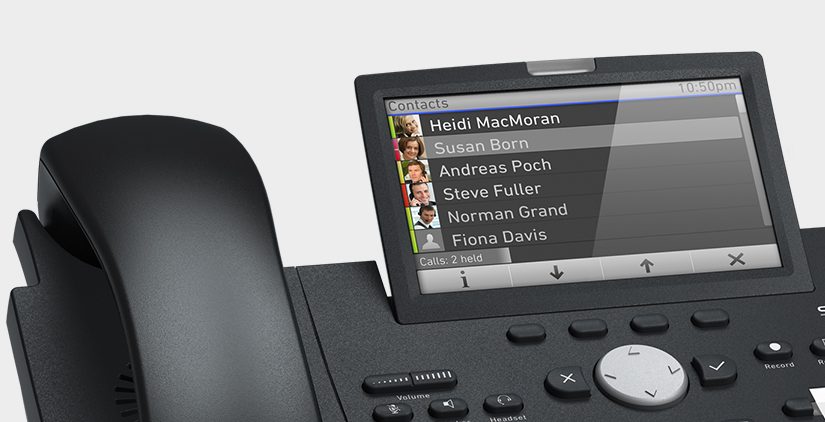 Contacts 10:50pm
Heidi MacMoran
Susan Born
Andreas Poch
Steve Fuller
Norman Grand
Fiona Davis
Calls: 2 held
i
Volume
Headset
Record